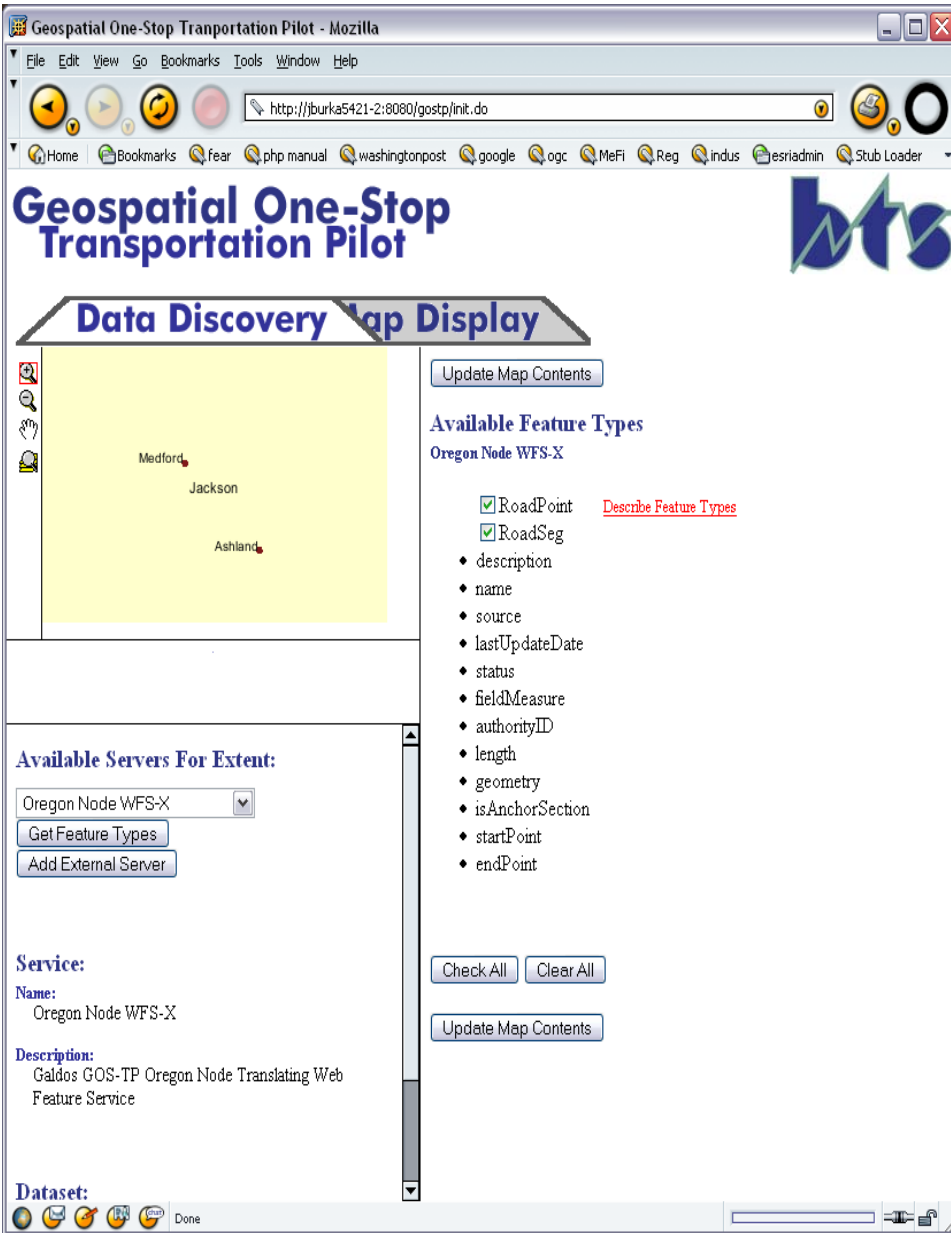 Geospatial One-Stop Tranportation Pilot - Mozilla
File Edit View Go Bookmarks Tools Window Help
http://jburka5421-2:8080/gostp/init.do
Home Bookmarks fear php manual washingtonpost google ogc MeFi Reg indus esriadmin Stub Loader
Geospatial One-Stop
Transportation Pilot
bts
Data Discovery Map Display
Medford
Jackson
Ashland
Available Servers For Extent:
Oregon Node WFS-X
Get Feature Types
Add External Server
Service:
Name:
Oregon Node WFS-X
Description:
Galdos GOS-TP Oregon Node Translating Web
Feature Service
Dataset:
Update Map Contents
Available Feature Types
Oregon Node WFS-X
RoadPoint Describe Feature Types
RoadSeg
description
name
source
lastUpdateDate
status
fieldMeasure
authorityID
length
geometry
isAnchorSection
startPoint
endPoint
Check All Clear All
Update Map Contents
Done